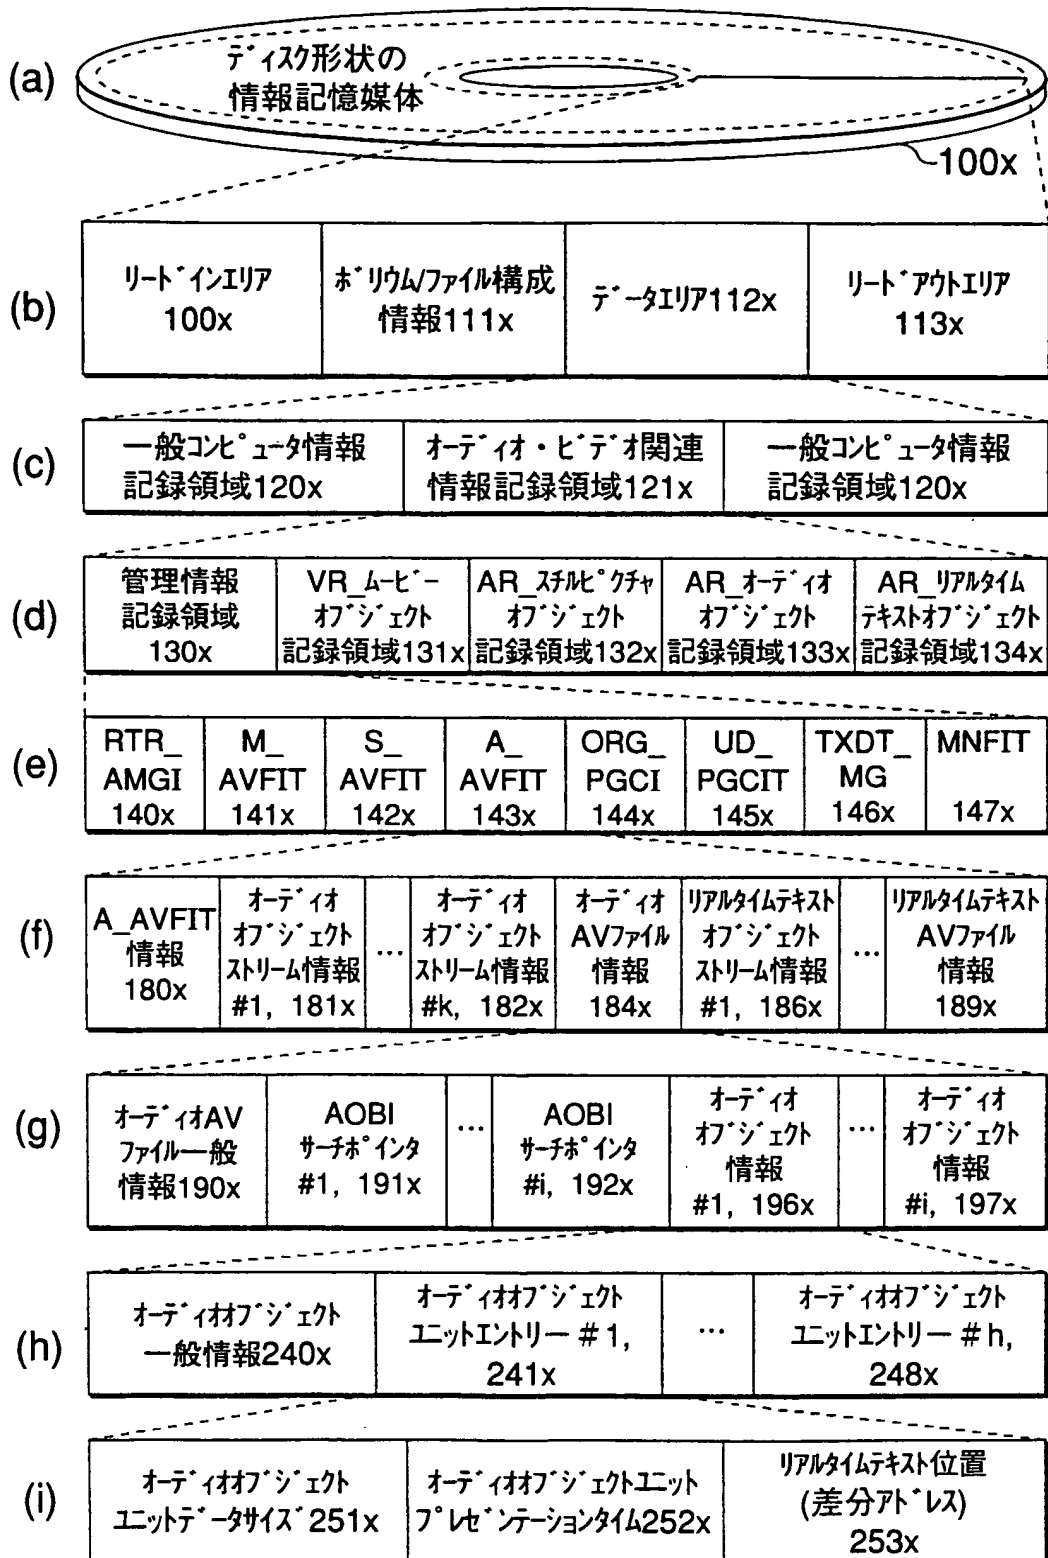 (a)
ディスク形状の
情報記憶媒体
100x
(b)
リードインエリア
100x
ボリウム/ファイル構成
情報111x
データエリア112x
リードアウトエリア
113x
(c)
一般コンピュータ情報
記録領域120x
オーディオ・ビデオ関連
情報記録領域121x
一般コンピュータ情報
記録領域120x
(d)
管理情報
記録領域
130x
VR_ムービー
オブジェクト
記録領域131x
AR_スチルピクチャ
オブジェクト
記録領域132x
AR_オーディオ
オブジェクト
記録領域133x
AR_リアルタイム
テキストオブジェクト
記録領域134x
(e)
RTR_
AMGI
140x
M_
AVFIT
141x
S_
AVFIT
142x
A_
AVFIT
143x
ORG_
PGCI
144x
UD_
PGCIT
145x
TXDT_
MG
146x
MNFIT
147x
(f)
A_AVFIT
情報
180x
オーディオ
オブジェクト
ストリーム情報
#1, 181x
…
オーディオ
オブジェクト
ストリーム情報
#k, 182x
オーディオ
AVファイル
情報
184x
リアルタイムテキスト
オブジェクト
ストリーム情報
#1, 186x
…
リアルタイムテキスト
AVファイル
情報
189x
(g)
オーディオAV
ファイル一般
情報190x
AOBI
サーチポインタ
#1, 191x
…
AOBI
サーチポインタ
#i, 192x
オーディオ
オブジェクト
情報
#1, 196x
…
オーディオ
オブジェクト
情報
#i, 197x
(h)
オーディオオブジェクト
一般情報240x
オーディオオブジェクト
ユニットエントリー#1,
241x
…
オーディオオブジェクト
ユニットエントリー#h,
248x
(i)
オーディオオブジェクト
ユニットデータサイズ251x
オーディオオブジェクトユニット
プレゼンテーションタイム252x
リアルタイムテキスト位置
(差分アドレス)
253x